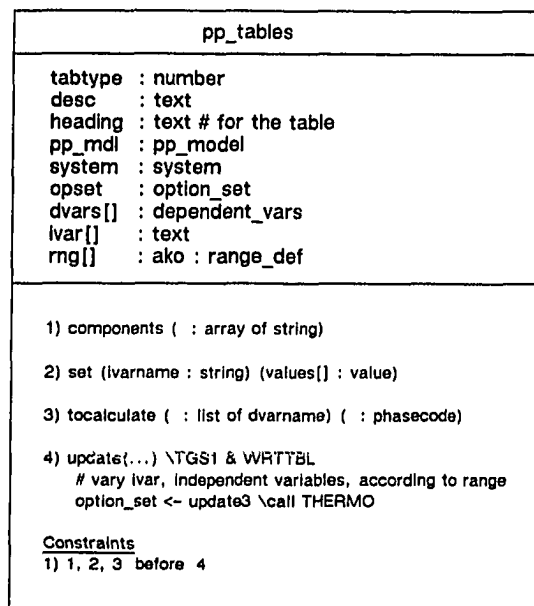 pp_tables
tabtype : number
desc : text
heading : text # for the table
pp_mdl : pp_model
system : system
opset : option_set
dvars[] : dependent_vars
ivar[] : text
rng[] : ako : range_def
1) components ( : array of string)
2) set (ivarname : string) (values[] : value)
3) tocalculate ( : list of dvarname) ( : phasecode)
4) update(...) \TGS1 & WRTTBL
# vary ivar, independent variables, according to range
option_set <- update3 \call THERMO
Constraints
1) 1, 2, 3 before 4